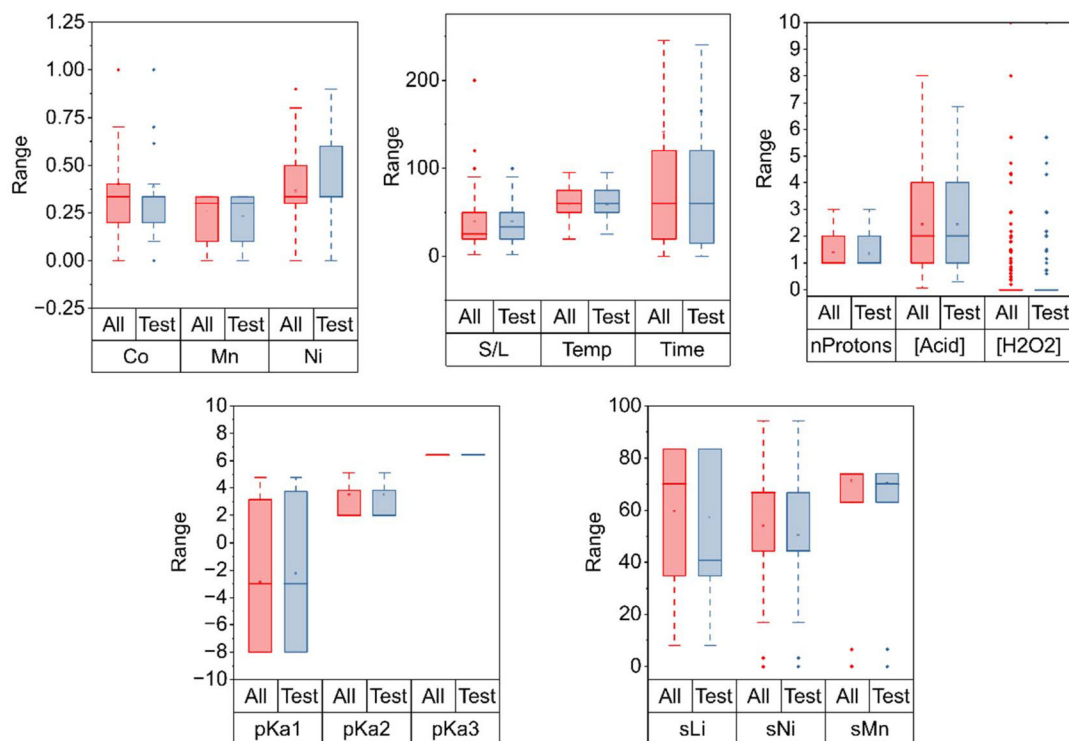 1.25
1.00
0.75
0.50
0.25
0.00
−0.25
Range
All Test All Test All Test
Co Mn Ni
200
100
0
Range
All Test All Test All Test
S/L Temp Time
10
9
8
7
6
5
4
3
2
1
0
Range
All Test All Test All Test
nProtons [Acid] [H2O2]
10
8
6
4
2
0
−2
−4
−6
−8
−10
Range
All Test All Test All Test
pKa1 pKa2 pKa3
100
80
60
40
20
0
Range
All Test All Test All Test
sLi sNi sMn